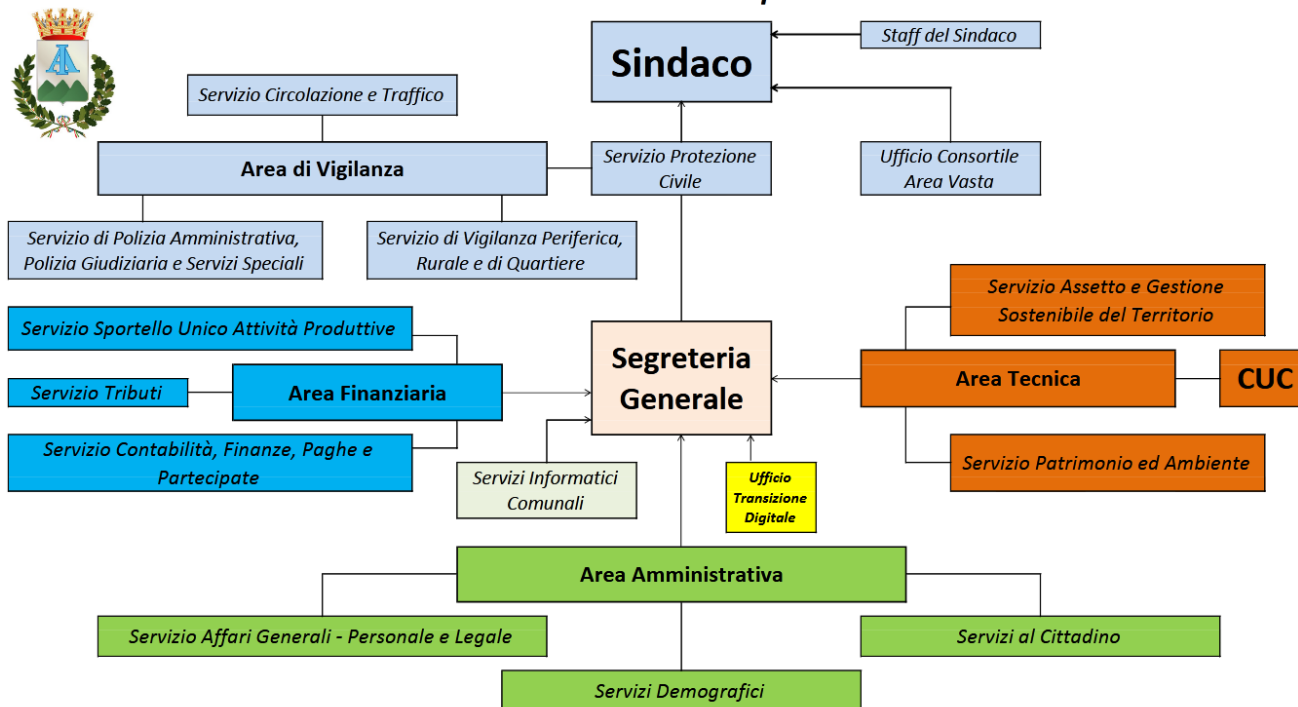 Staff del Sindaco
Sindaco
Servizio Circolazione e Traffico
Area di Vigilanza
Servizio Protezione
Civile
Ufficio Consortile
Area Vasta
Servizio di Polizia Amministrativa,
Polizia Giudiziaria e Servizi Speciali
Servizio di Vigilanza Periferica,
Rurale e di Quartiere
Servizio Assetto e Gestione
Sostenibile del Territorio
Servizio Sportello Unico Attività Produttive
Segreteria
Generale
Area Tecnica
CUC
Servizio Tributi
Area Finanziaria
Servizio Contabilità, Finanze, Paghe e
Partecipate
Servizio Patrimonio ed Ambiente
Servizi Informatici
Comunali
Ufficio
Transizione
Digitale
Area Amministrativa
Servizio Affari Generali - Personale e Legale
Servizi al Cittadino
Servizi Demografici